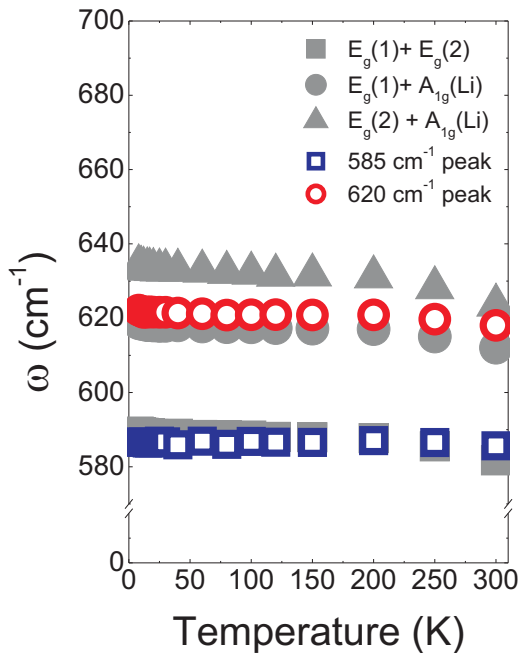 700
E_g(1)+ E_g(2)
E_g(1)+ A_1g(Li)
E_g(2) + A_1g(Li)
585 cm⁻¹ peak
620 cm⁻¹ peak
680
660
640
620
600
580
0
ω (cm⁻¹)
0 50 100 150 200 250 300
Temperature (K)